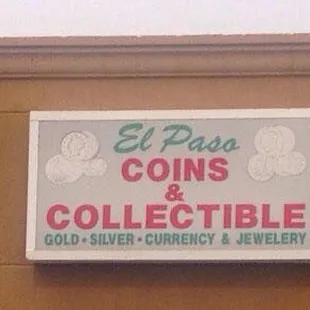 El Paso
COINS
&
COLLECTIBLE
GOLD • SILVER • CURRENCY & JEWELERY